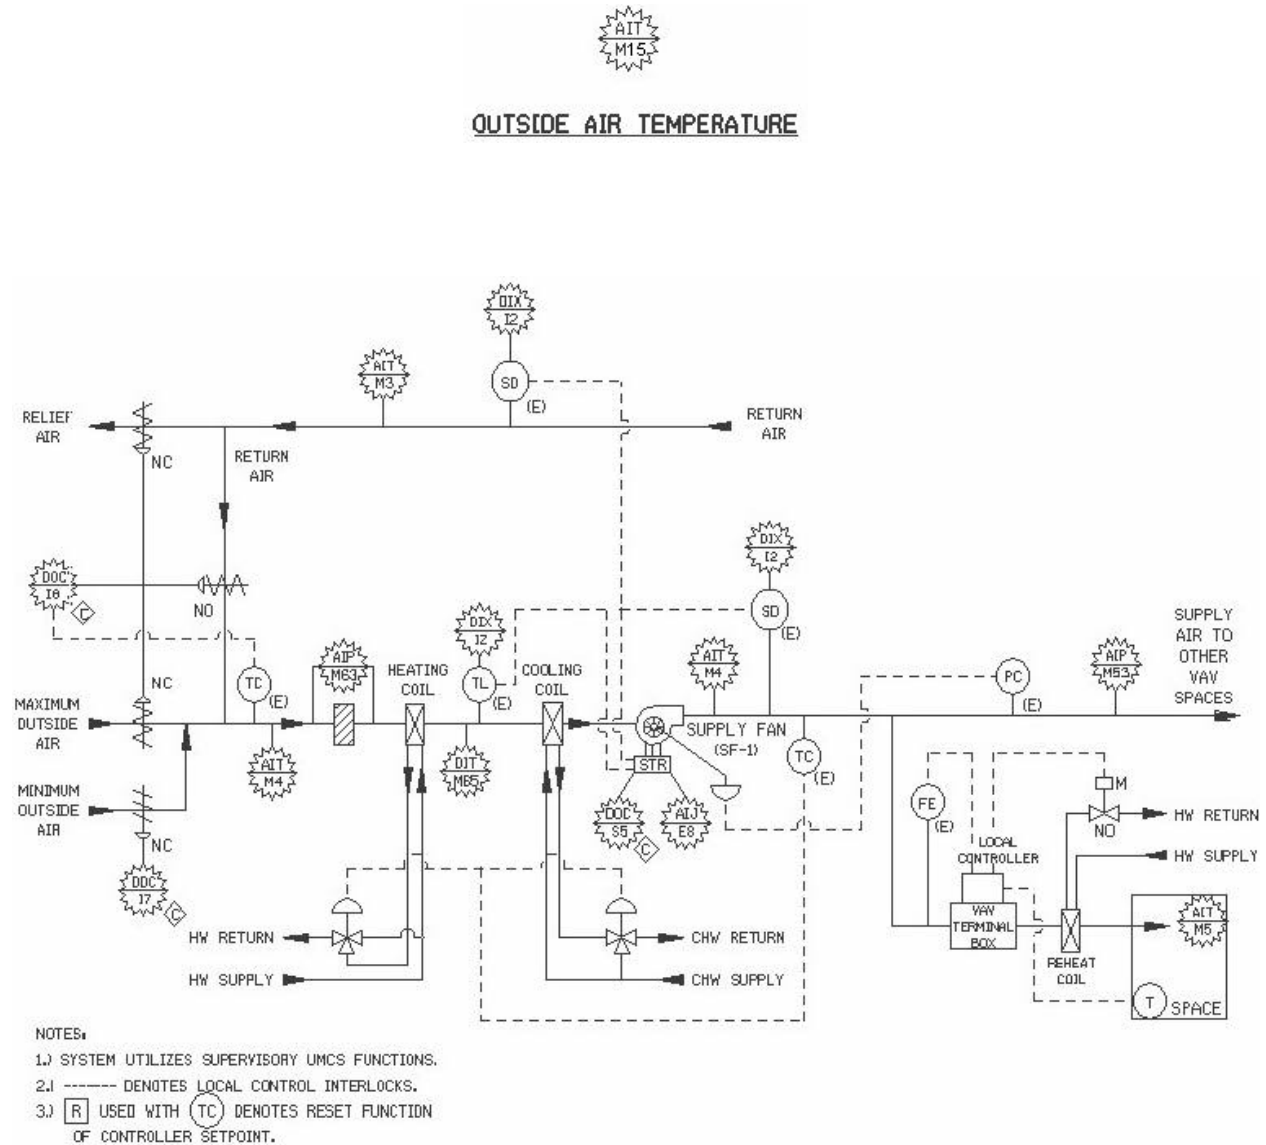 AIT
M15
OUTSIDE AIR TEMPERATURE
DIX
I2
AIT
M3
SD
(E)
RELIEF
AIR
NC
RETURN
AIR
RETURN
AIR
DOC
I8
C
NO
DIX
I2
SD
(E)
DIX
I2
TL
(E)
AIP
M63
HEATING
COIL
COOLING
COIL
AIT
M4
PC
(E)
AIP
M53
SUPPLY
AIR TO
OTHER
VAV
SPACES
NC
TC
(E)
MAXIMUM
OUTSIDE
AIR
SUPPLY FAN
(SF-1)
TC
(E)
AIT
M4
DIT
M65
STR
MINIMUM
OUTSIDE
AIR
NC
DOC
S5
C
AIJ
E8
FE
(E)
M
NO
HW RETURN
LOCAL
CONTROLLER
HW SUPPLY
DOC
I7
C
VAV
TERMINAL
BOX
AIT
M5
HW RETURN
CHW RETURN
REHEAT
COIL
HW SUPPLY
CHW SUPPLY
T
SPACE
NOTES:
1.) SYSTEM UTILIZES SUPERVISORY UMCS FUNCTIONS.
2.) ------- DENOTES LOCAL CONTROL INTERLOCKS.
3.) R USED WITH TC DENOTES RESET FUNCTION
OF CONTROLLER SETPOINT.